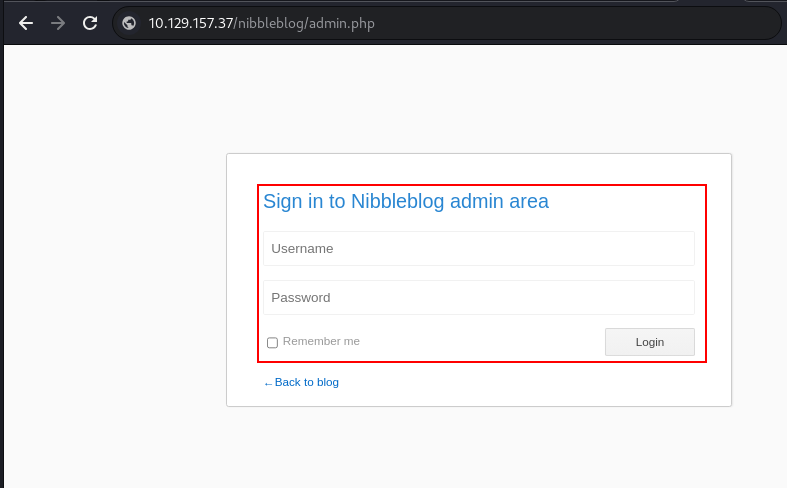 10.129.157.37/nibbleblog/admin.php
Sign in to Nibbleblog admin area
Username
Password
Remember me
Login
←Back to blog